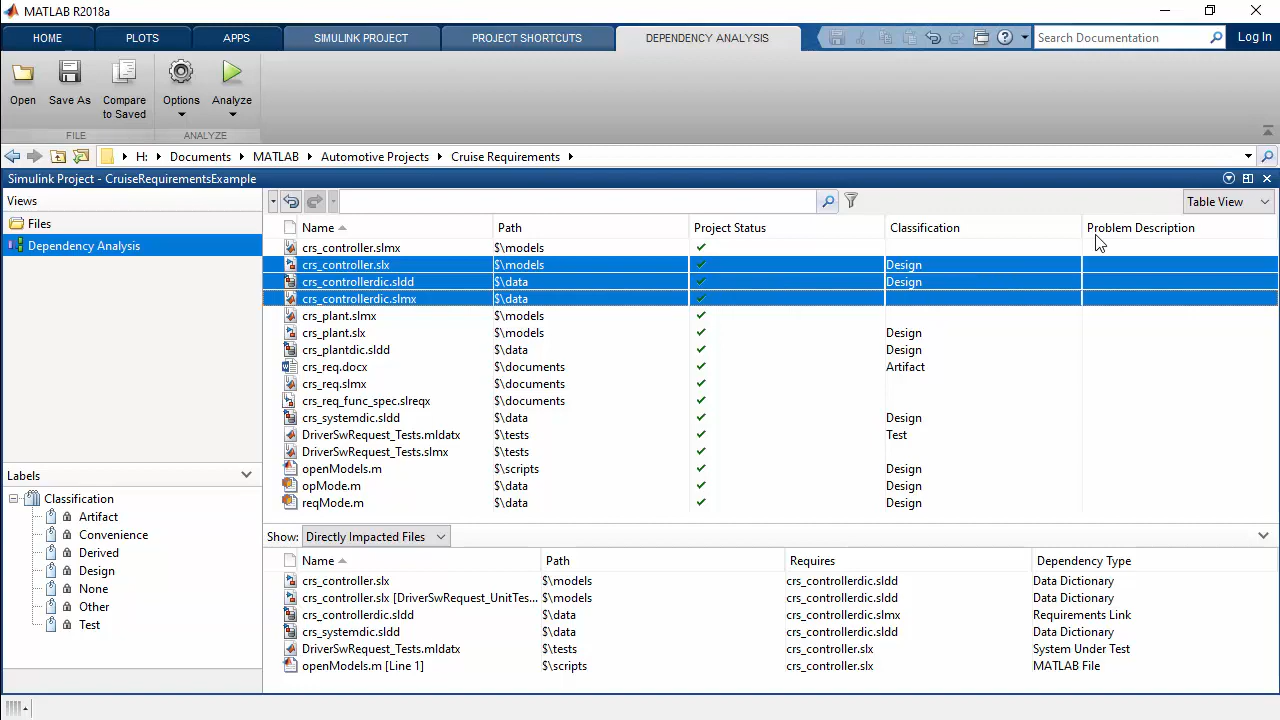 MATLAB R2018a
HOME PLOTS APPS SIMULINK PROJECT PROJECT SHORTCUTS DEPENDENCY ANALYSIS Search Documentation Log In
Open Save As Compare to Saved Options Analyze
FILE ANALYZE
H: Documents MATLAB Automotive Projects Cruise Requirements
Simulink Project - CruiseRequirementsExample
Views
Files
Dependency Analysis
Labels
Classification
Artifact
Convenience
Derived
Design
None
Other
Test
Table View
Name Path Project Status Classification Problem Description
crs_controller.slmx $\models
crs_controller.slx $\models Design
crs_controllerdic.sldd $\data Design
crs_controllerdic.slmx $\data
crs_plant.slmx $\models
crs_plant.slx $\models Design
crs_plantdic.sldd $\data Design
crs_req.docx $\documents Artifact
crs_req.slmx $\documents
crs_req_func_spec.slreqx $\documents
crs_systemdic.sldd $\data Design
DriverSwRequest_Tests.mldatx $\tests Test
DriverSwRequest_Tests.slmx $\tests
openModels.m $\scripts Design
opMode.m $\data Design
reqMode.m $\data Design
Show: Directly Impacted Files
Name Path Requires Dependency Type
crs_controller.slx $\models crs_controllerdic.sldd Data Dictionary
crs_controller.slx [DriverSwRequest_UnitTes... $\models crs_controllerdic.sldd Data Dictionary
crs_controllerdic.sldd $\data crs_controllerdic.slmx Requirements Link
crs_systemdic.sldd $\data crs_controllerdic.sldd Data Dictionary
DriverSwRequest_Tests.mldatx $\tests crs_controller.slx System Under Test
openModels.m [Line 1] $\scripts crs_controller.slx MATLAB File